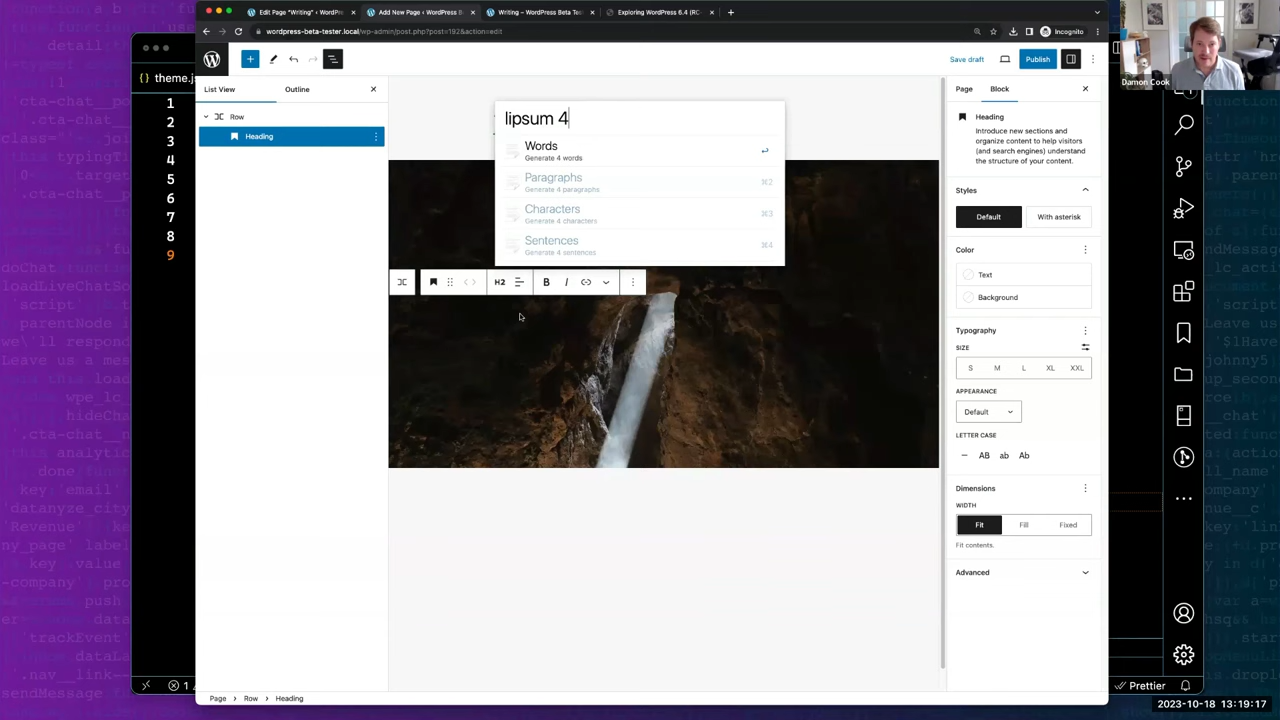 Edit Page "Writing" ‹ WordPre
Add New Page ‹ WordPress B
Writing – WordPress Beta Test
Exploring WordPress 6.4 (RC-
wordpress-beta-tester.local/wp-admin/post.php?post=192&action=edit
Incognito
Damon Cook
theme.js
Save draft
Publish
List View
Outline
Row
Heading
1
2
3
4
5
6
7
8
9
lipsum 4
Words
Generate 4 words
Paragraphs
Generate 4 paragraphs
⌘2
Characters
Generate 4 characters
⌘3
Sentences
Generate 4 sentences
⌘4
H2
B
I
Page
Block
Heading
Introduce new sections and
organize content to help visitors
(and search engines) understand
the structure of your content.
Styles
Default
With asterisk
Color
Text
Background
Typography
SIZE
S
M
L
XL
XXL
APPEARANCE
Default
LETTER CASE
–
AB
ab
Ab
Dimensions
WIDTH
Fit
Fill
Fixed
Fit contents.
Advanced
Page
Row
Heading
1
Prettier
2023-10-18 13:19:17